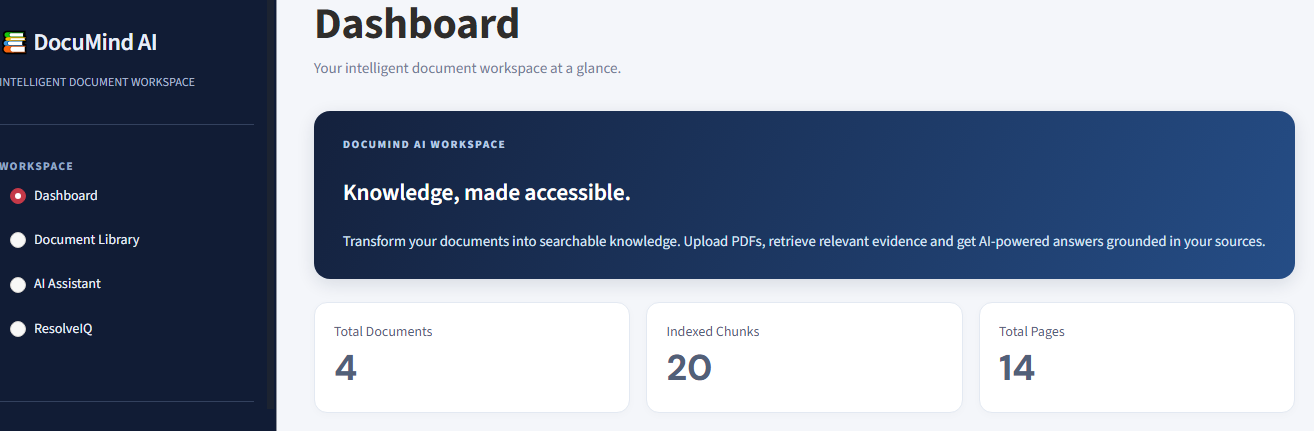 DocuMind AI
INTELLIGENT DOCUMENT WORKSPACE
WORKSPACE
Dashboard
Document Library
AI Assistant
ResolveIQ
Dashboard
Your intelligent document workspace at a glance.
DOCUMIND AI WORKSPACE
Knowledge, made accessible.
Transform your documents into searchable knowledge. Upload PDFs, retrieve relevant evidence and get AI-powered answers grounded in your sources.
Total Documents
4
Indexed Chunks
20
Total Pages
14